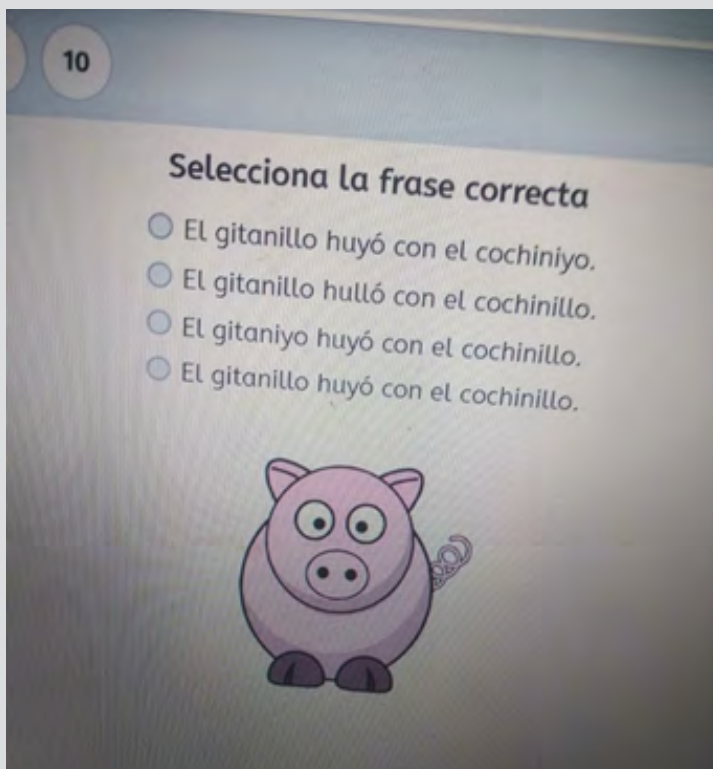 10
Selecciona la frase correcta
El gitanillo huyó con el cochiniyo.
El gitanillo hulló con el cochinillo.
El gitaniyo huyó con el cochinillo.
El gitanillo huyó con el cochinillo.